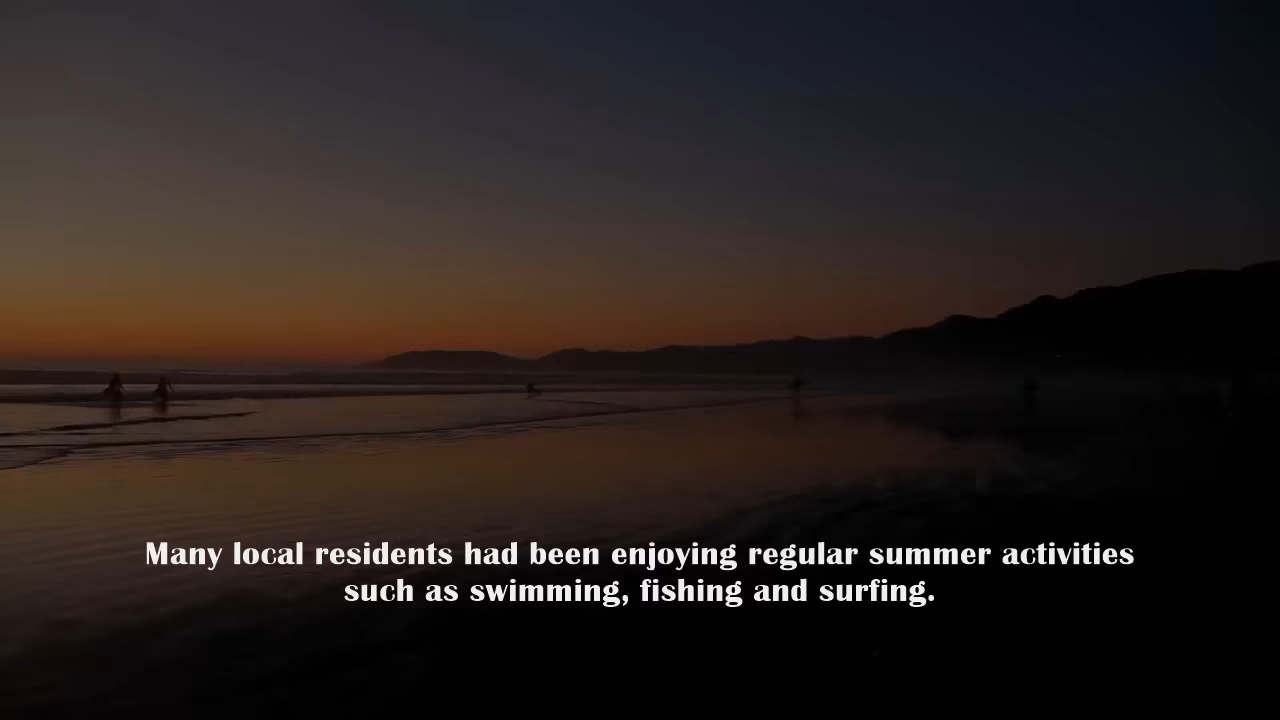 Many local residents had been enjoying regular summer activities
such as swimming, fishing and surfing.